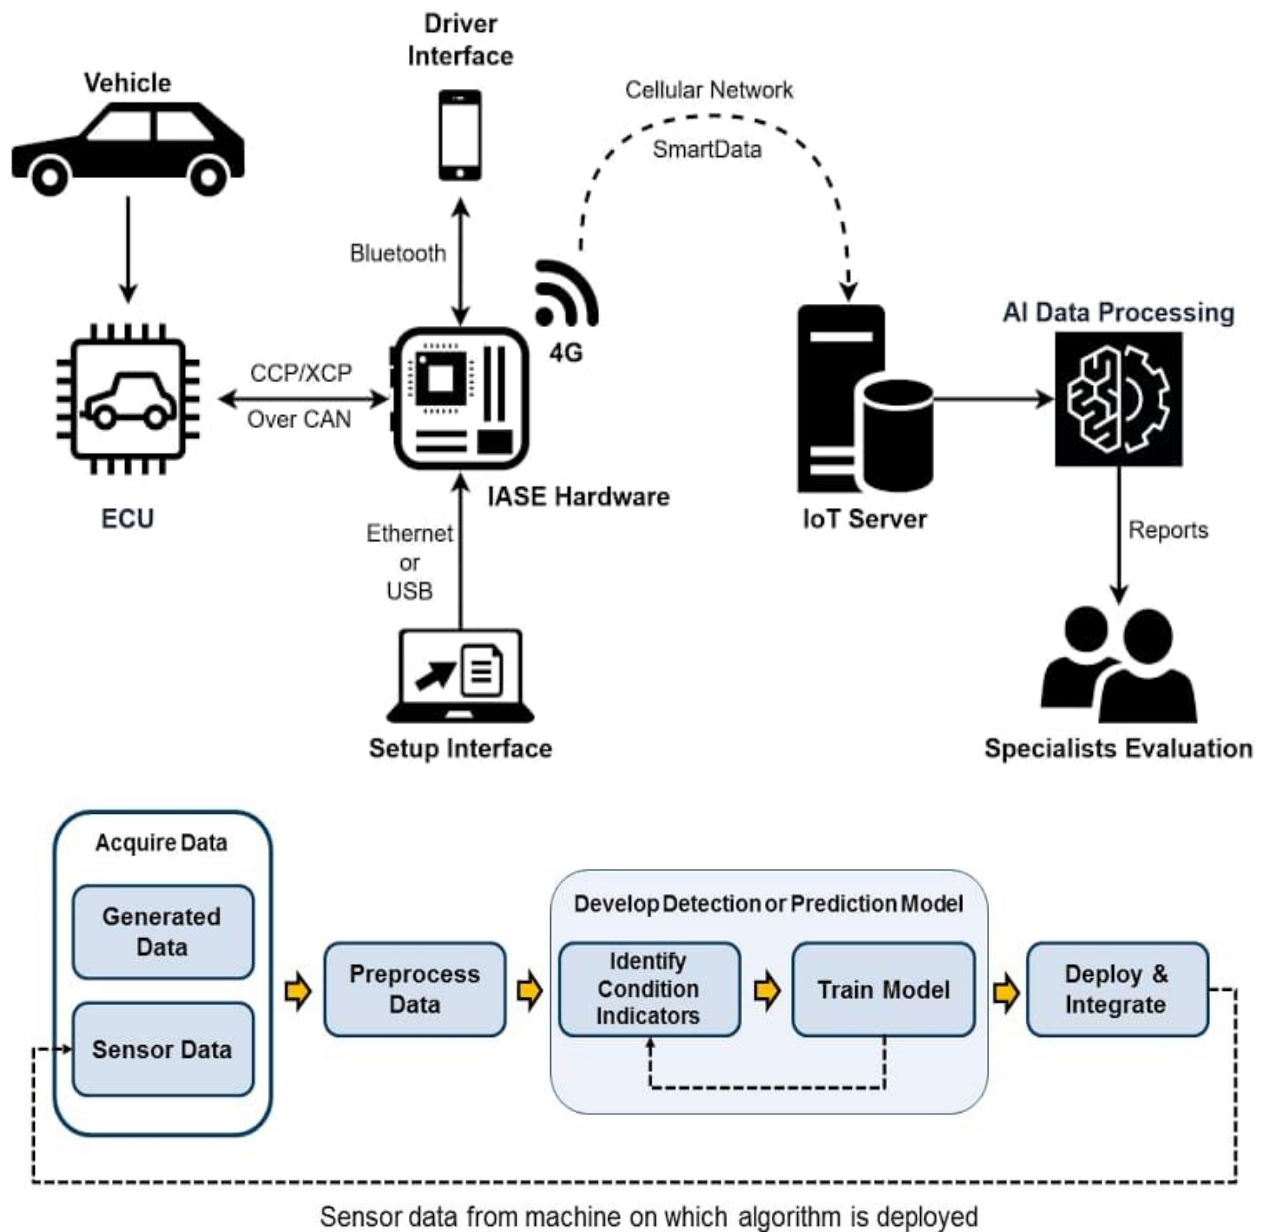 Driver
Interface
Vehicle
Cellular Network
SmartData
Bluetooth
4G
AI Data Processing
CCP/XCP
Over CAN
ECU
IASE Hardware
IoT Server
Ethernet
or
USB
Reports
Setup Interface
Specialists Evaluation
Acquire Data
Generated
Data
Sensor Data
Preprocess
Data
Develop Detection or Prediction Model
Identify
Condition
Indicators
Train Model
Deploy &
Integrate
Sensor data from machine on which algorithm is deployed